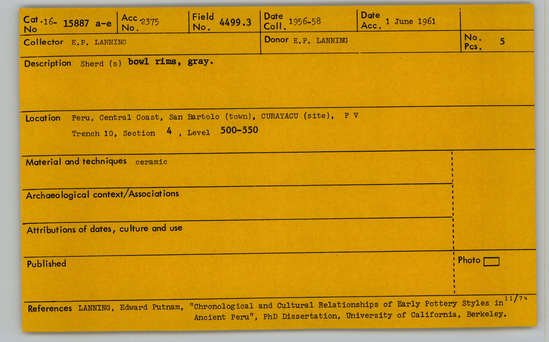 Cat. No. 16- 15887 a-e Acc No. 2375 Field No. 4499.3 Date Coll. 1956-58 Date Acc. 1 June 1961
Collector E.P. LANNING Donor E.P. LANNING No. Pcs. 5
Description Sherd (s) bowl rims, gray.
Location Peru, Central Coast, San Bartolo (town), CURAYACU (site), P V
Trench 10, Section 4 , Level 500-550
Material and techniques ceramic
Archaeological context/Associations
Attributions of dates, culture and use
Published Photo
11/74
References LANNING, Edward Putnam, "Chronological and Cultural Relationships of Early Pottery Styles in
Ancient Peru", PhD Dissertation, University of California, Berkeley.